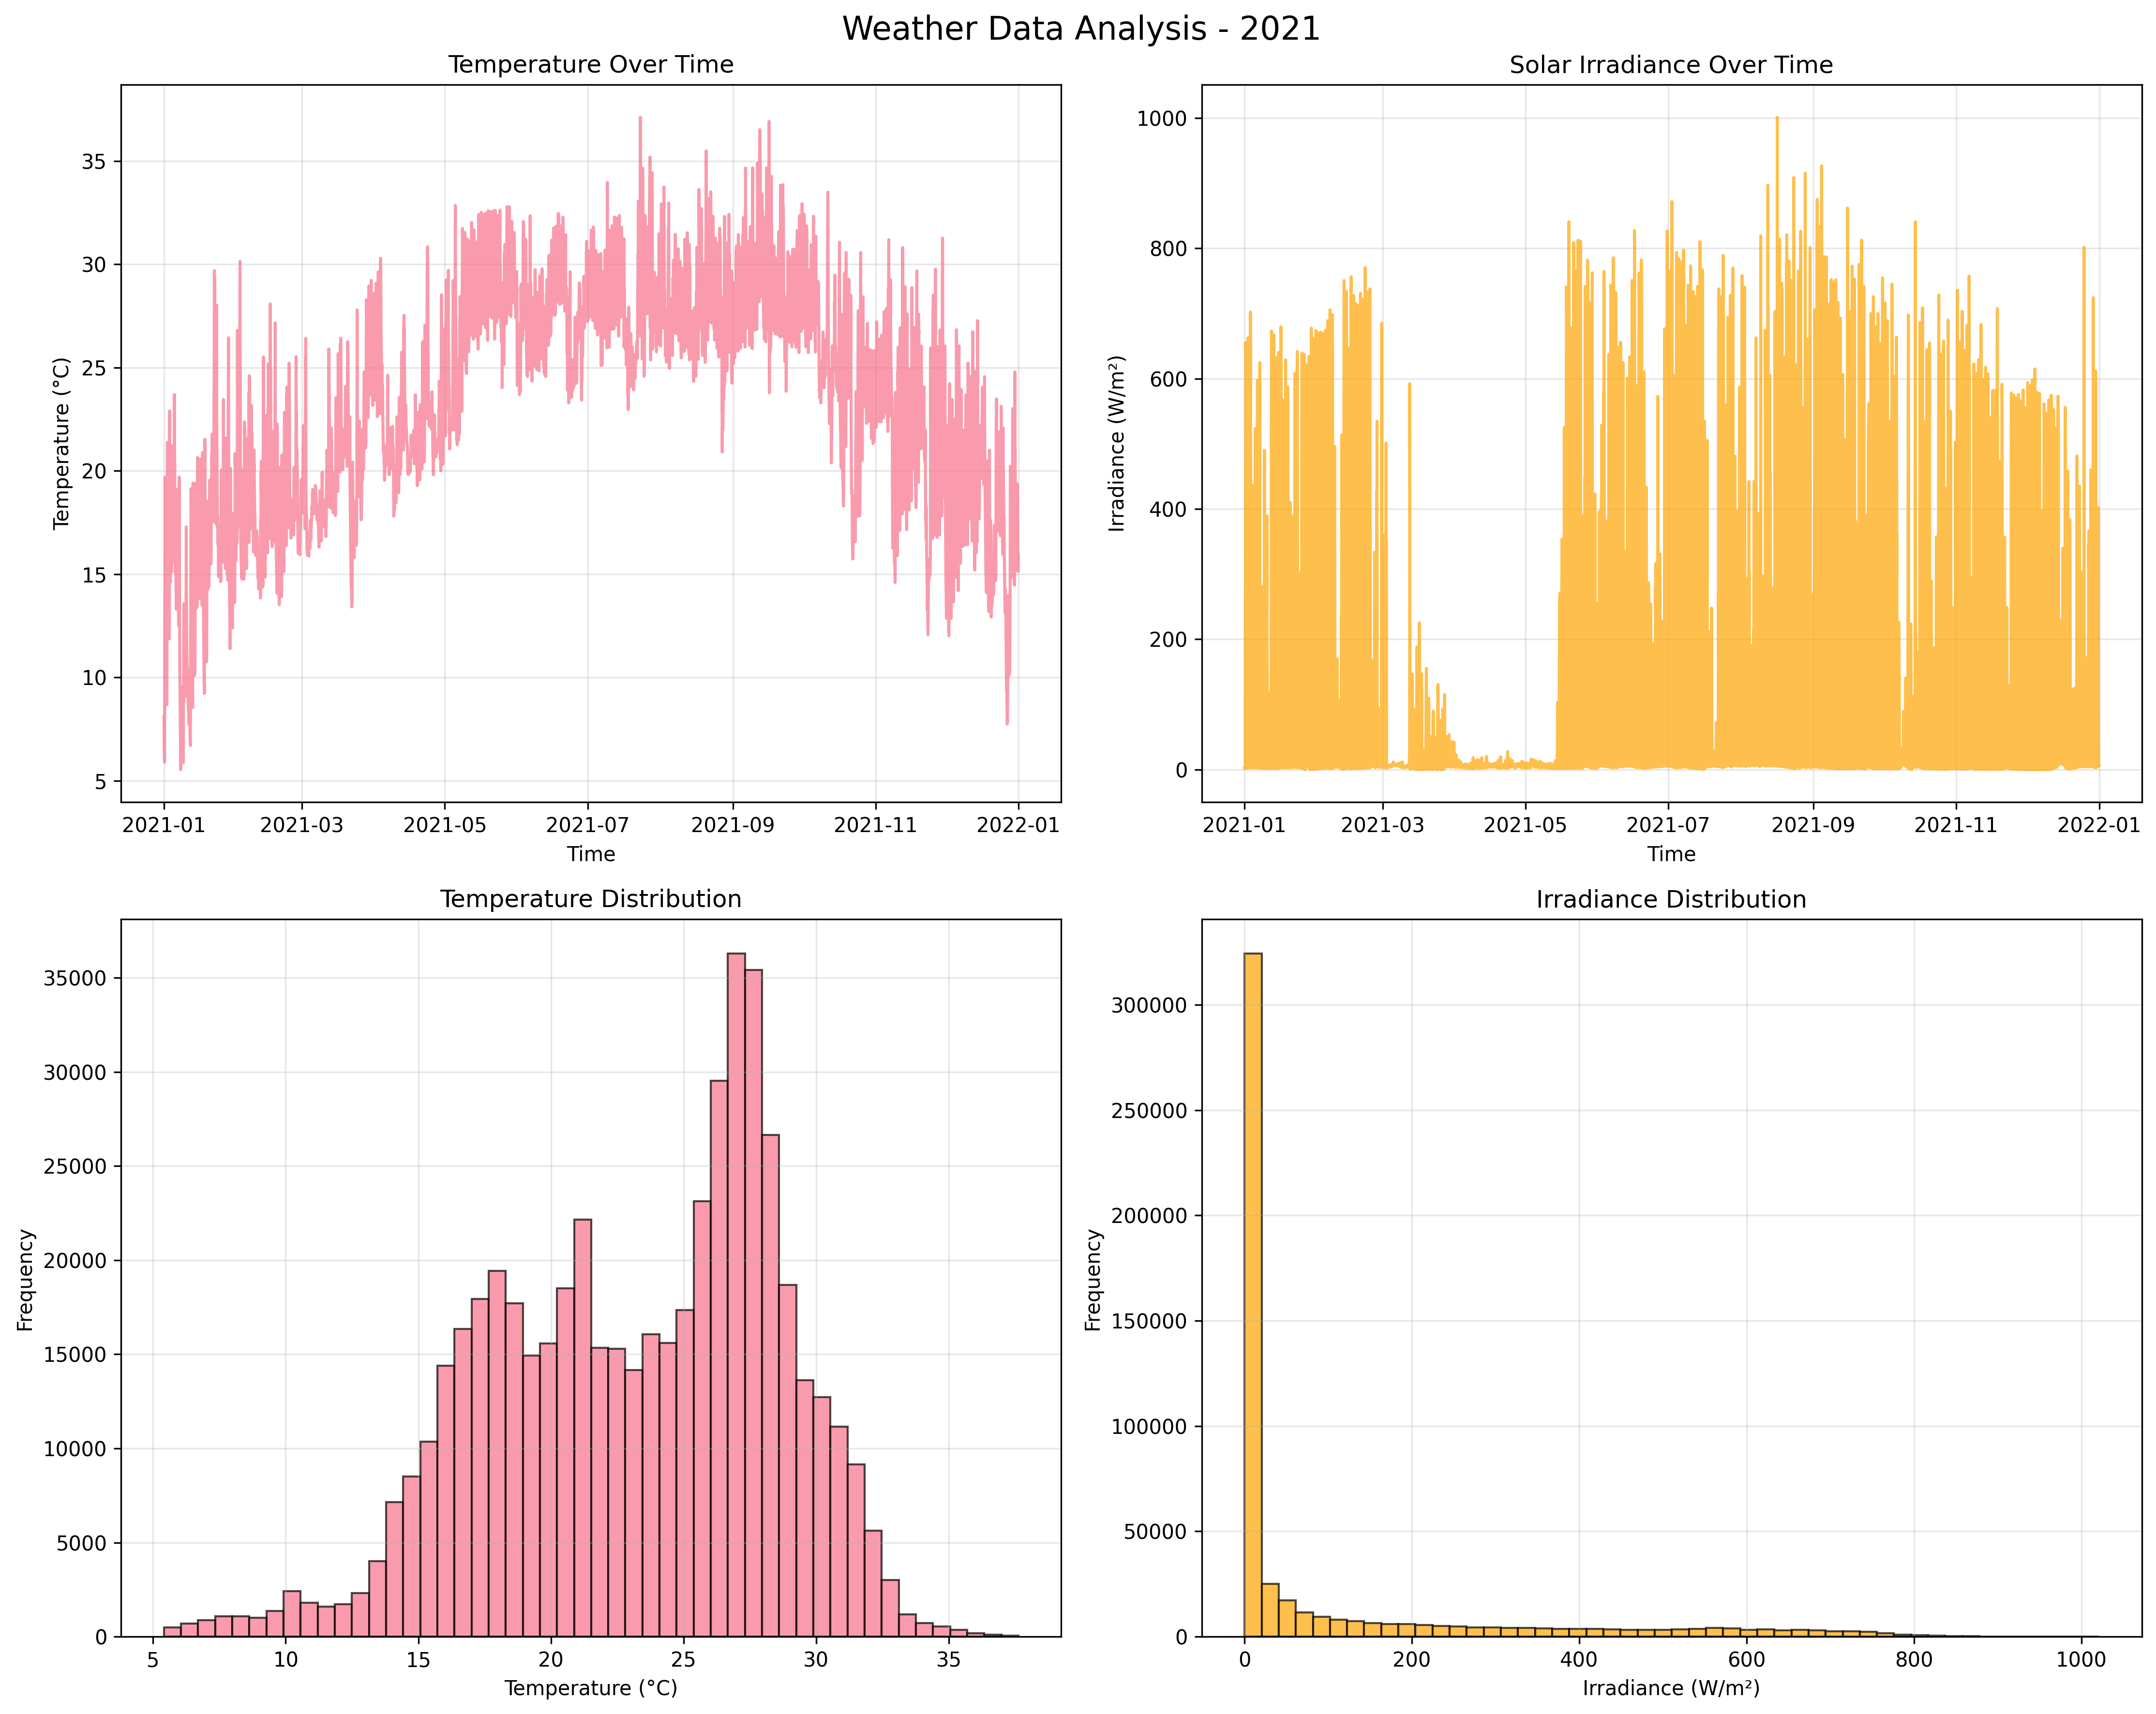 Weather Data Analysis - 2021
Temperature Over Time
Temperature (°C)
35
30
25
20
15
10
5
2021-01 2021-03 2021-05 2021-07 2021-09 2021-11 2022-01
Time
Solar Irradiance Over Time
Irradiance (W/m²)
1000
800
600
400
200
0
2021-01 2021-03 2021-05 2021-07 2021-09 2021-11 2022-01
Time
Temperature Distribution
Frequency
35000
30000
25000
20000
15000
10000
5000
0
5 10 15 20 25 30 35
Temperature (°C)
Irradiance Distribution
Frequency
300000
250000
200000
150000
100000
50000
0
0 200 400 600 800 1000
Irradiance (W/m²)